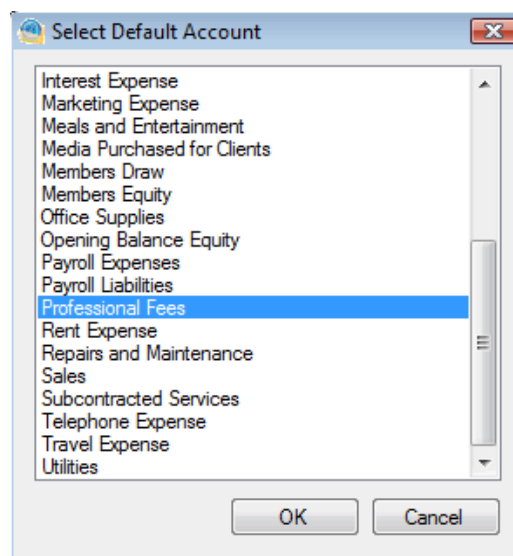 Select Default Account
Interest Expense
Marketing Expense
Meals and Entertainment
Media Purchased for Clients
Members Draw
Members Equity
Office Supplies
Opening Balance Equity
Payroll Expenses
Payroll Liabilities
Professional Fees
Rent Expense
Repairs and Maintenance
Sales
Subcontracted Services
Telephone Expense
Travel Expense
Utilities
OK Cancel